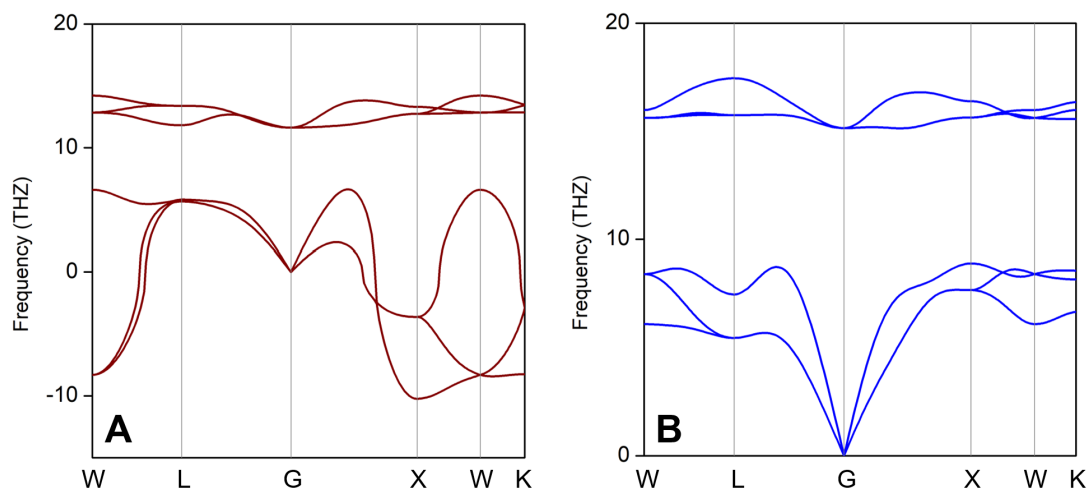 20
10
0
-10
Frequency (THZ)
A
W L G X W K
20
10
0
Frequency (THZ)
B
W L G X W K